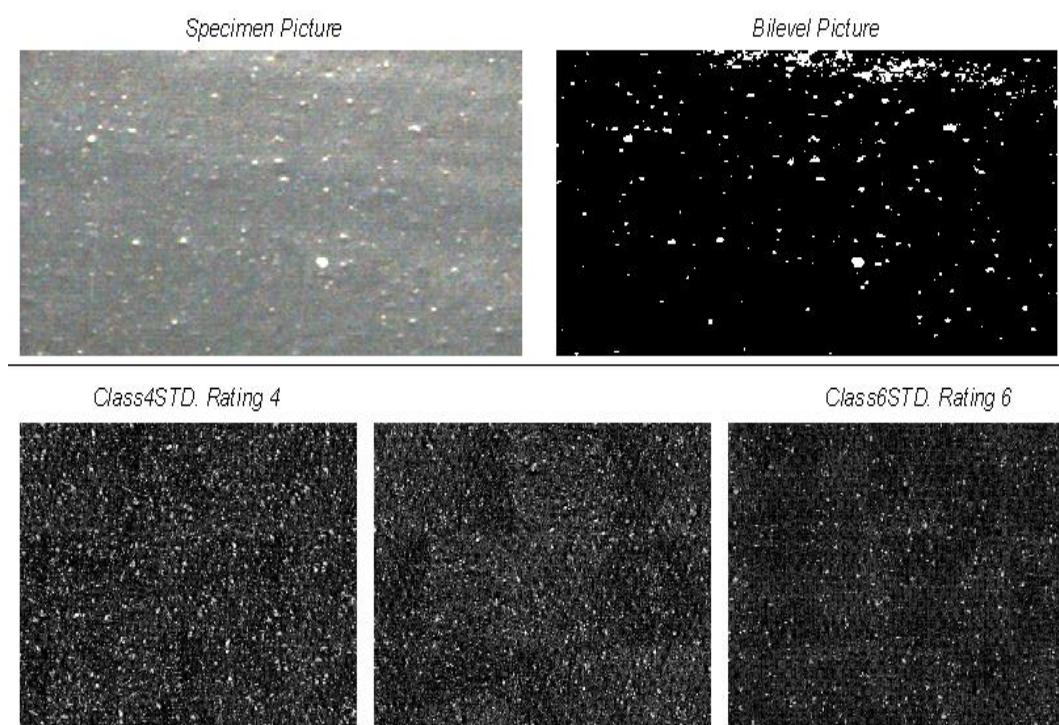 Specimen Picture
Bilevel Picture
Class4STD. Rating 4
Class6STD. Rating 6